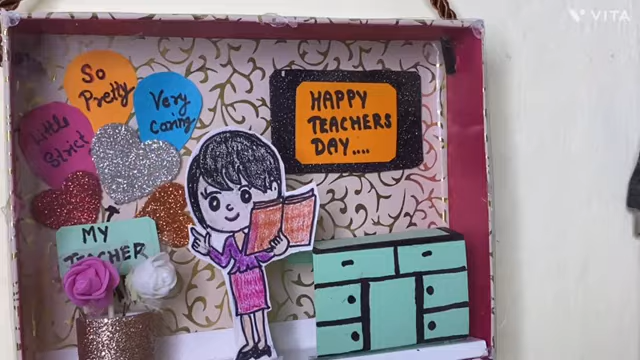 So
Pretty
Very
Caring
Little
Strict
HAPPY
TEACHERS
DAY....
MY
TEACHER
VITA